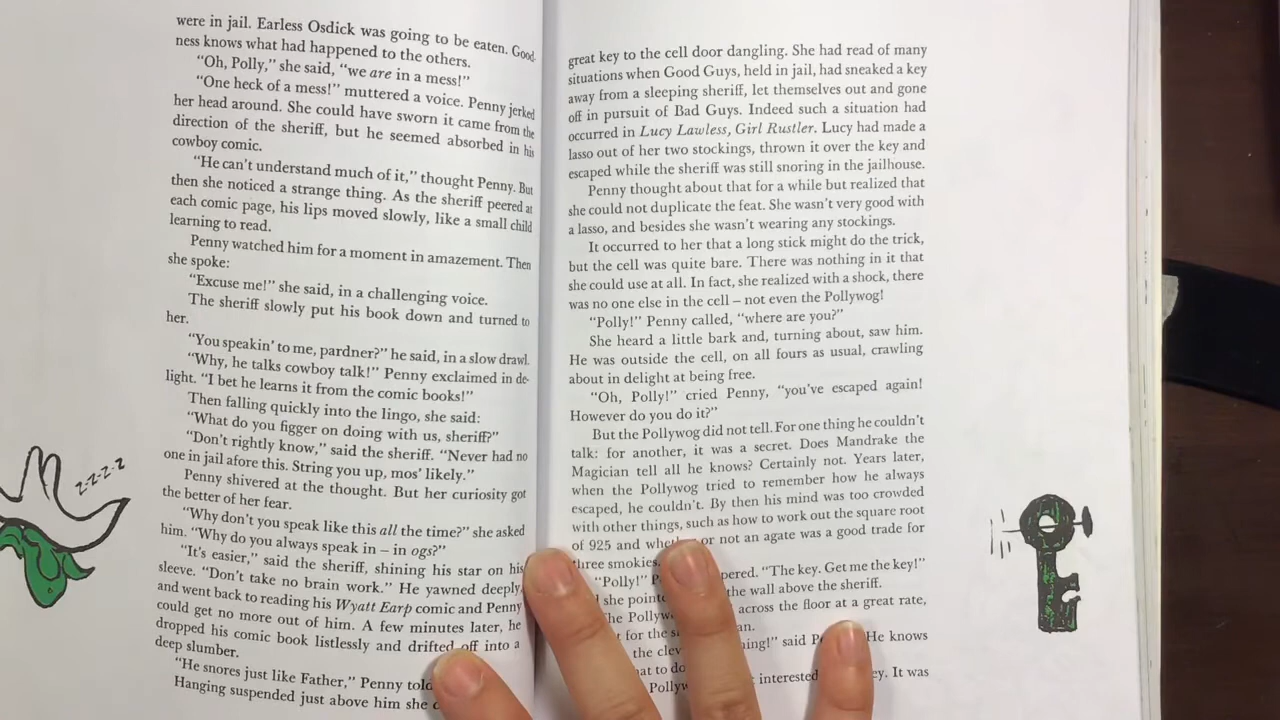 were in jail. Earless Osdick was going to be eaten. Good-
ness knows what had happened to the others.
“Oh, Polly,” she said, “we are in a mess!”
“One heck of a mess!” muttered a voice. Penny jerked
her head around. She could have sworn it came from the
direction of the sheriff, but he seemed absorbed in his
cowboy comic.
“He can’t understand much of it,” thought Penny. But
then she noticed a strange thing. As the sheriff peered at
each comic page, his lips moved slowly, like a small child
learning to read.
Penny watched him for a moment in amazement. Then
she spoke:
“Excuse me!” she said, in a challenging voice.
The sheriff slowly put his book down and turned to
her.
“You speakin’ to me, pardner?” he said, in a slow drawl.
“Why, he talks cowboy talk!” Penny exclaimed in de-
light. “I bet he learns it from the comic books!”
Then falling quickly into the lingo, she said:
“What do you figger on doing with us, sheriff?”
“Don’t rightly know,” said the sheriff. “Never had no
one in jail afore this. String you up, mos’ likely.”
Penny shivered at the thought. But her curiosity got
the better of her fear.
“Why don’t you speak like this all the time?” she asked
him. “Why do you always speak in – in ogs?”
“It’s easier,” said the sheriff, shining his star on his
sleeve. “Don’t take no brain work.” He yawned deeply,
and went back to reading his Wyatt Earp comic and Penny
could get no more out of him. A few minutes later, he
dropped his comic book listlessly and drifted off into a
deep slumber.
“He snores just like Father,” Penny told
Hanging suspended just above him she
z-z-z-z
great key to the cell door dangling. She had read of many
situations when Good Guys, held in jail, had sneaked a key
away from a sleeping sheriff, let themselves out and gone
off in pursuit of Bad Guys. Indeed such a situation had
occurred in Lucy Lawless, Girl Rustler. Lucy had made a
lasso out of her two stockings, thrown it over the key and
escaped while the sheriff was still snoring in the jailhouse.
Penny thought about that for a while but realized that
she could not duplicate the feat. She wasn’t very good with
a lasso, and besides she wasn’t wearing any stockings.
It occurred to her that a long stick might do the trick,
but the cell was quite bare. There was nothing in it that
she could use at all. In fact, she realized with a shock, there
was no one else in the cell – not even the Pollywog!
“Polly!” Penny called, “where are you?”
She heard a little bark and, turning about, saw him.
He was outside the cell, on all fours as usual, crawling
about in delight at being free.
“Oh, Polly!” cried Penny, “you’ve escaped again!
However do you do it?”
But the Pollywog did not tell. For one thing he couldn’t
talk: for another, it was a secret. Does Mandrake the
Magician tell all he knows? Certainly not. Years later,
when the Pollywog tried to remember how he always
escaped, he couldn’t. By then his mind was too crowded
with other things, such as how to work out the square root
of 925 and or not an agate was a good trade for
three smokies.
“Polly!” “The key. Get me the key!”
she the wall above the sheriff.
across the floor at a great rate,
for the
the said He knows
to
interested It was